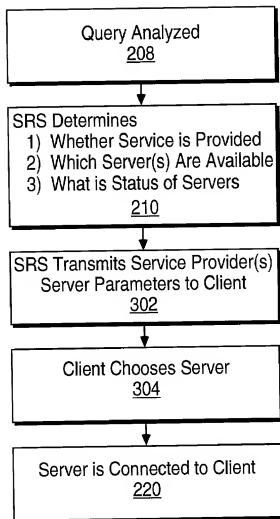 Query Analyzed
208
SRS Determines
1) Whether Service is Provided
2) Which Server(s) Are Available
3) What is Status of Servers
210
SRS Transmits Service Provider(s)
Server Parameters to Client
302
Client Chooses Server
304
Server is Connected to Client
220